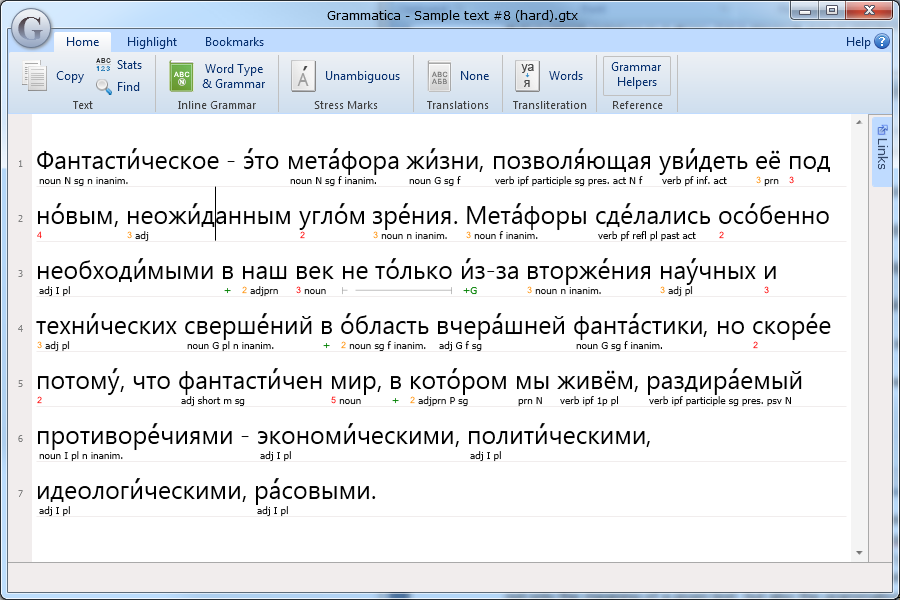 Grammatica - Sample text #8 (hard).gtx
G
Home Highlight Bookmarks Help ?
Copy
ABC 123 Stats
Find
Text
ABC N
Word Type & Grammar
Inline Grammar
Á Unambiguous
Stress Marks
ABC АБВ None
Translations
ya я Words
Transliteration
Grammar Helpers
Reference
Links
1 Фантасти́ческое - э́то мета́фора жи́зни, позволя́ющая уви́деть её под
noun N sg n inanim. noun N sg f inanim. noun G sg f verb ipf participle sg pres. act N f verb pf inf. act 3 prn 3
2 но́вым, неожи́данным угло́м зре́ния. Мета́форы сде́лались осо́бенно
4 3 adj 2 3 noun n inanim. 3 noun f inanim. verb pf refl pl past act 2
3 необходи́мыми в наш век не то́лько и́з-за вторже́ния нау́чных и
adj I pl + 2 adjprn 3 noun +G 3 noun n inanim. 3 adj pl 3
4 техни́ческих сверше́ний в о́бласть вчера́шней фанта́стики, но скоре́е
3 adj pl noun G pl n inanim. + 2 noun sg f inanim. adj G f sg noun G sg f inanim. 2
5 потому́, что фантасти́чен мир, в кото́ром мы живём, раздира́емый
2 adj short m sg 5 noun + 2 adjprn P sg prn N verb ipf 1p pl verb ipf participle sg pres. psv N
6 противоре́чиями - экономи́ческими, полити́ческими,
noun I pl n inanim. adj I pl adj I pl
7 идеологи́ческими, ра́совыми.
adj I pl adj I pl